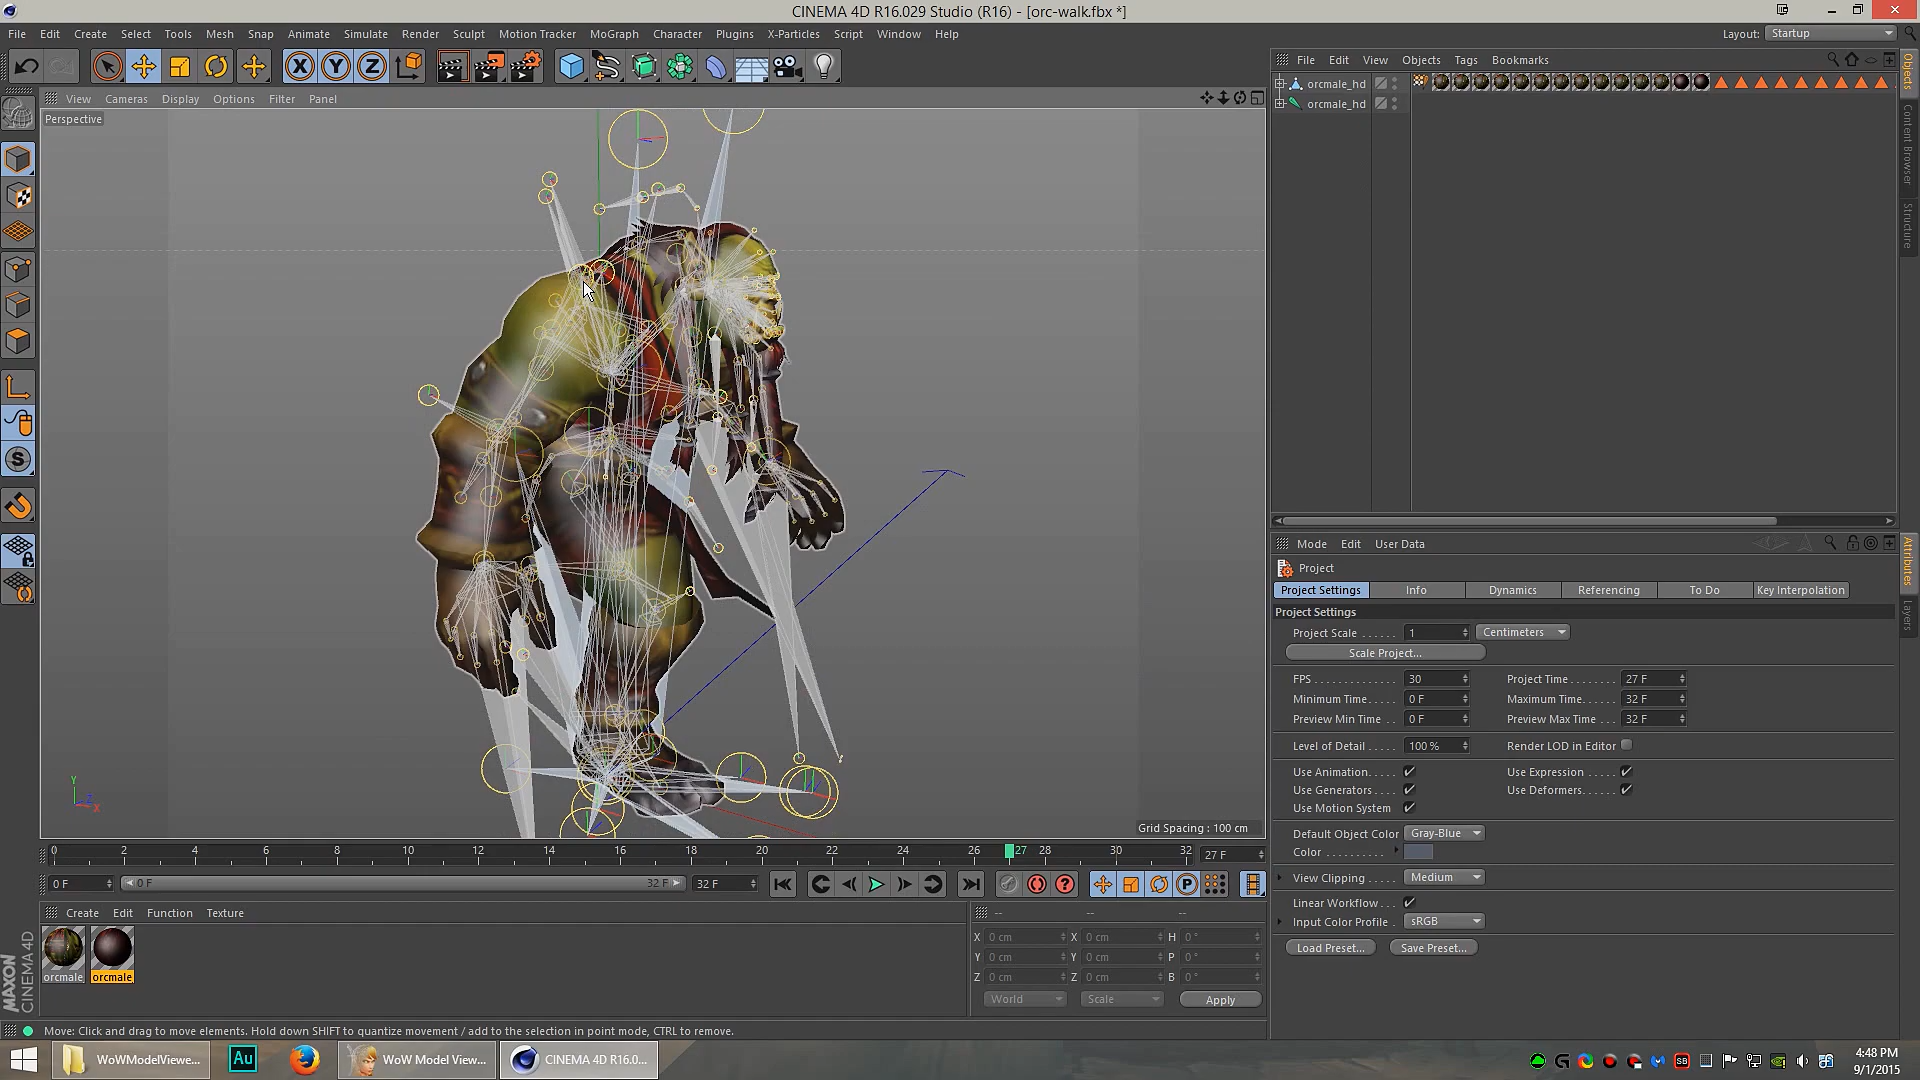 CINEMA 4D R16.029 Studio (R16) - [orc-walk.fbx *]
File Edit Create Select Tools Mesh Snap Animate Simulate Render Sculpt Motion Tracker MoGraph Character Plugins X-Particles Script Window Help
Layout: Startup
View Cameras Display Options Filter Panel
Perspective
File Edit View Objects Tags Bookmarks
orcmale_hd
orcmale_hd
Objects
Content Browser
Structure
Mode Edit User Data
Project
Project Settings Info Dynamics Referencing To Do Key Interpolation
Project Settings
Project Scale 1 Centimeters
Scale Project...
FPS 30 Project Time 27 F
Minimum Time 0 F Maximum Time 32 F
Preview Min Time 0 F Preview Max Time 32 F
Level of Detail 100 % Render LOD in Editor
Use Animation Use Expression
Use Generators Use Deformers
Use Motion System
Default Object Color Gray-Blue
Color
View Clipping Medium
Linear Workflow
Input Color Profile sRGB
Load Preset... Save Preset...
Attributes
Layers
Y Z X
Grid Spacing : 100 cm
0 2 4 6 8 10 12 14 16 18 20 22 24 26 27 28 30 32 27 F
0 F 0 F 32 F 32 F
Create Edit Function Texture
orcmale orcmale
-- -- --
X 0 cm X 0 cm H 0 °
Y 0 cm Y 0 cm P 0 °
Z 0 cm Z 0 cm B 0 °
World Scale Apply
MAXON CINEMA 4D
Move: Click and drag to move elements. Hold down SHIFT to quantize movement / add to the selection in point mode, CTRL to remove.
WoWModelViewe... Au WoW Model View... CINEMA 4D R16.0...
4:48 PM
9/1/2015